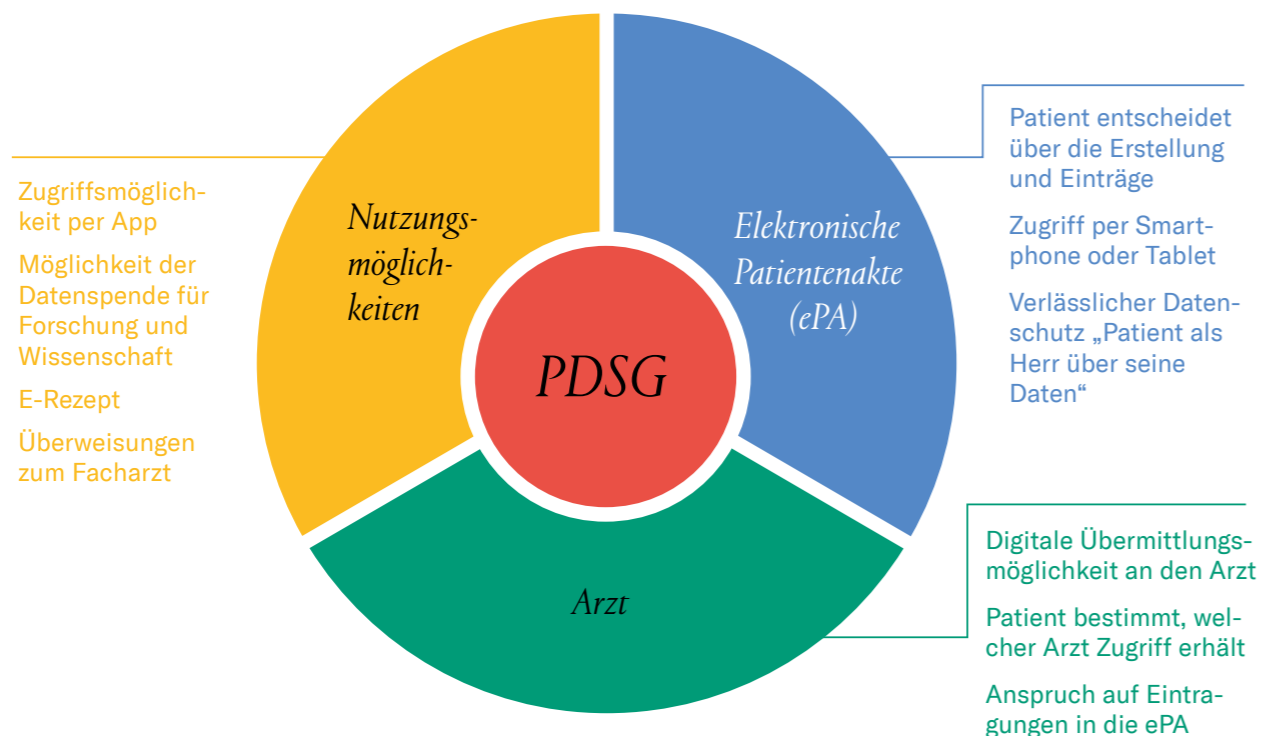 Zugriffsmöglich-
keit per App
Möglichkeit der
Datenspende für
Forschung und
Wissenschaft
E-Rezept
Überweisungen
zum Facharzt
Nutzungs-
möglich-
keiten
PDSG
Elektronische
Patientenakte
(ePA)
Arzt
Patient entscheidet
über die Erstellung
und Einträge
Zugriff per Smart-
phone oder Tablet
Verlässlicher Daten-
schutz „Patient als
Herr über seine
Daten“
Digitale Übermittlungs-
möglichkeit an den Arzt
Patient bestimmt, wel-
cher Arzt Zugriff erhält
Anspruch auf Eintra-
gungen in die ePA